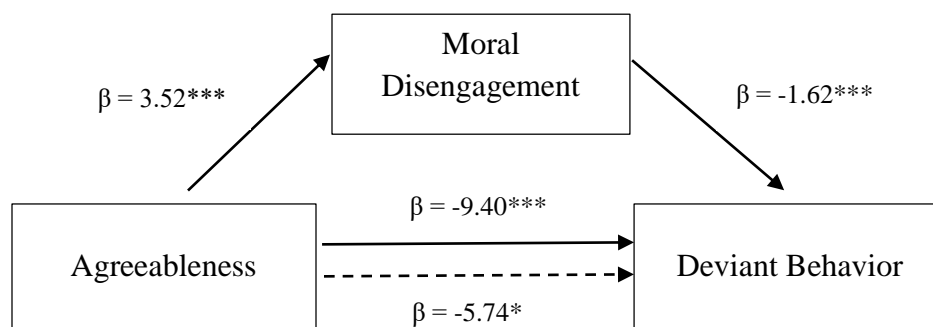 Moral
Disengagement
β = 3.52***
β = -1.62***
β = -9.40***
Agreeableness
Deviant Behavior
β = -5.74*